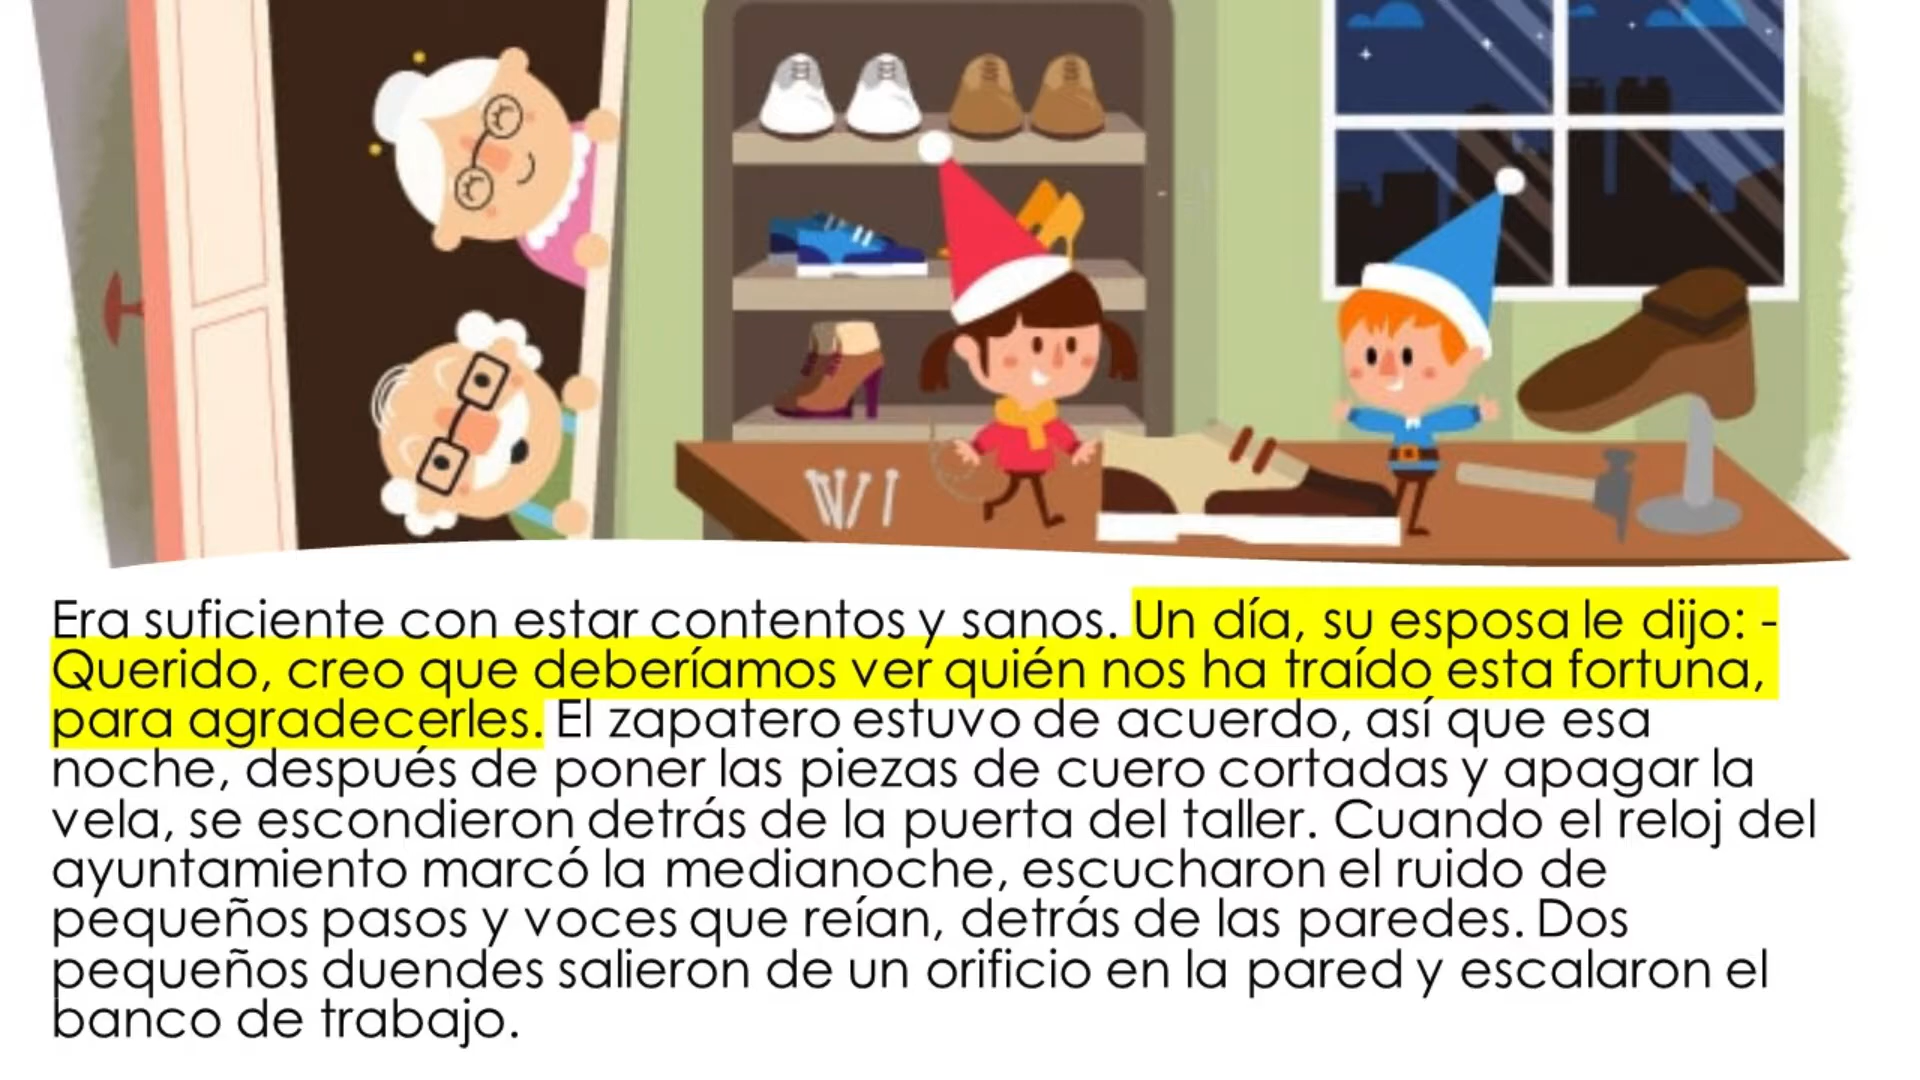 Era suficiente con estar contentos y sanos. Un día, su esposa le dijo: -
Querido, creo que deberíamos ver quién nos ha traído esta fortuna,
para agradecerles. El zapatero estuvo de acuerdo, así que esa
noche, después de poner las piezas de cuero cortadas y apagar la
vela, se escondieron detrás de la puerta del taller. Cuando el reloj del
ayuntamiento marcó la medianoche, escucharon el ruido de
pequeños pasos y voces que reían, detrás de las paredes. Dos
pequeños duendes salieron de un orificio en la pared y escalaron el
banco de trabajo.